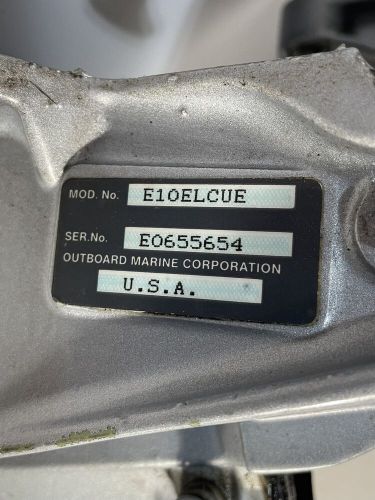 MOD. No. E10ELCUE
SER.No. E0655654
OUTBOARD MARINE CORPORATION
U.S.A.